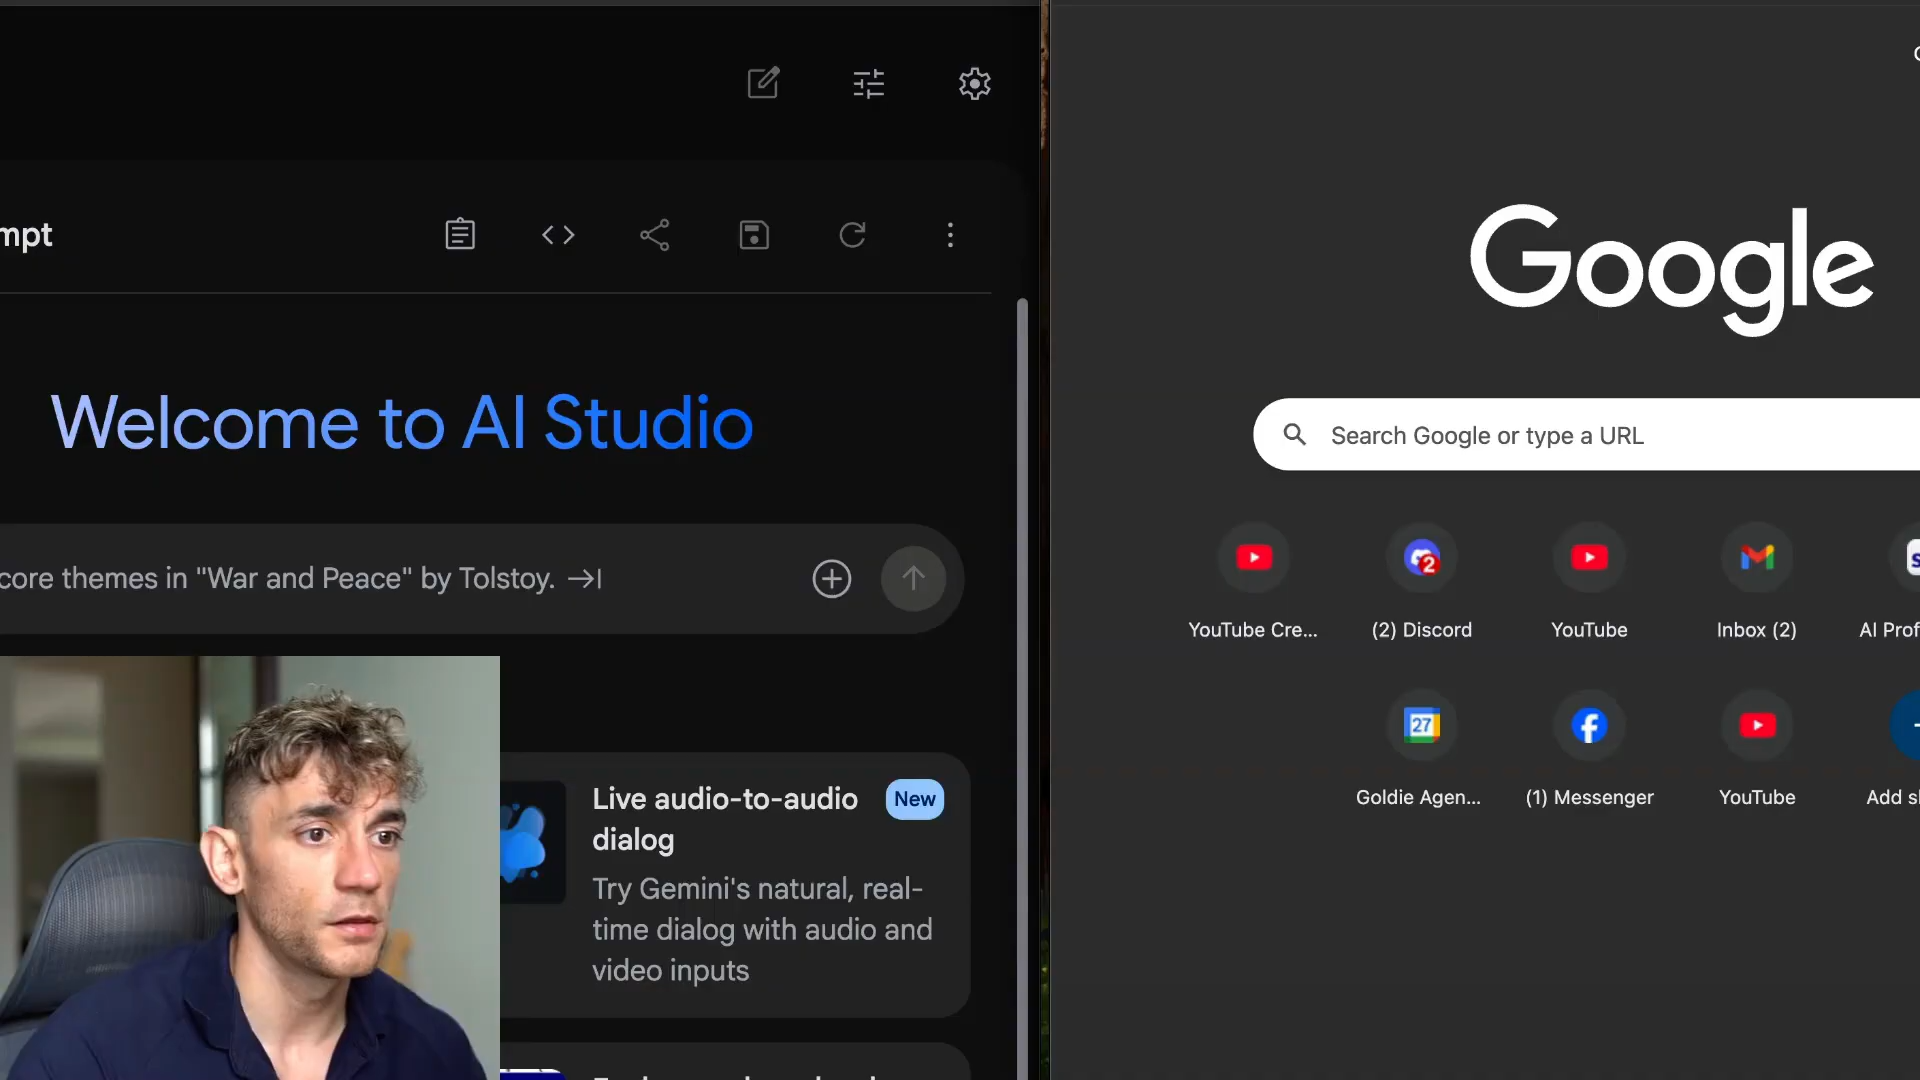 mpt
Welcome to AI Studio
core themes in "War and Peace" by Tolstoy.
Live audio-to-audio
dialog
New
Try Gemini's natural, real-
time dialog with audio and
video inputs
Google
Search Google or type a URL
YouTube Cre...
(2) Discord
YouTube
Inbox (2)
AI Prof
2
27
Goldie Agen...
(1) Messenger
YouTube
Add s